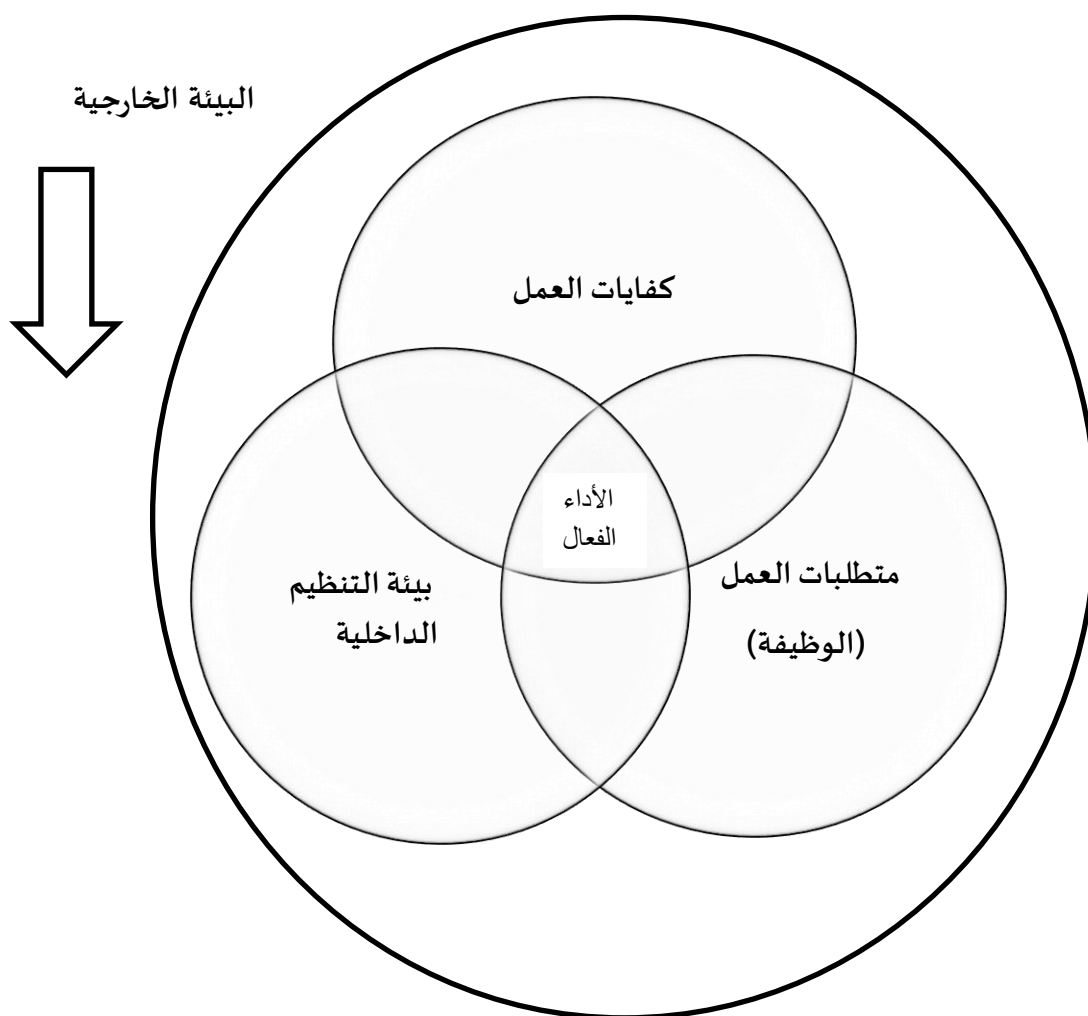 البيئة الخارجية
كفايات العمل
الأداء
الفعال
متطلبات العمل
(الوظيفة)
بيئة التنظيم
الداخلية